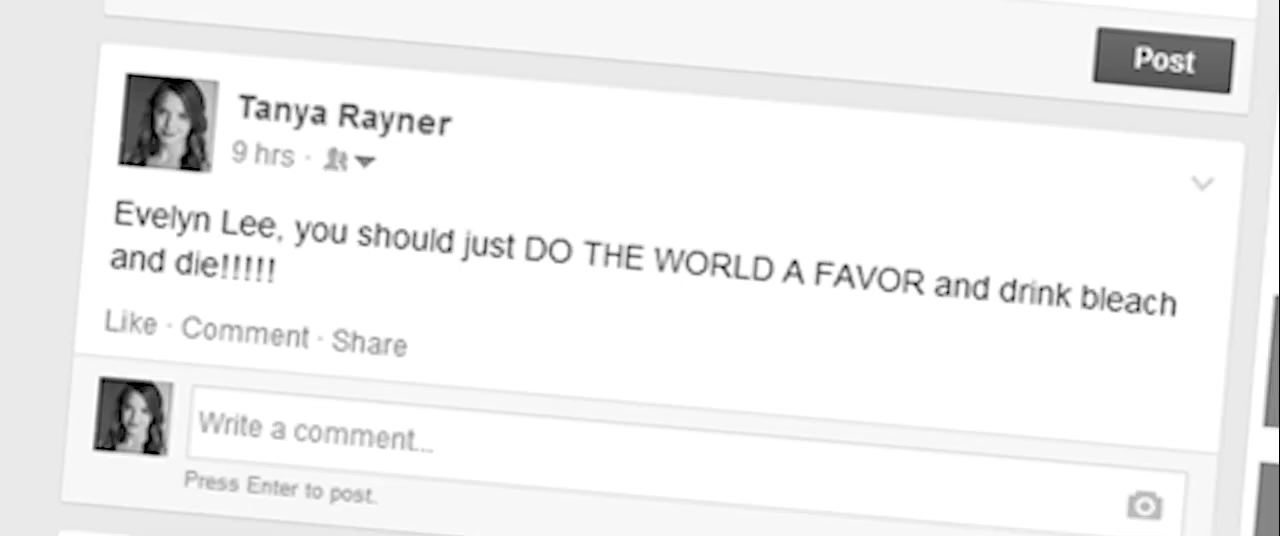 Post
Tanya Rayner
9 hrs ·
Evelyn Lee, you should just DO THE WORLD A FAVOR and drink bleach
and die!!!!!
Like · Comment · Share
Write a comment...
Press Enter to post.